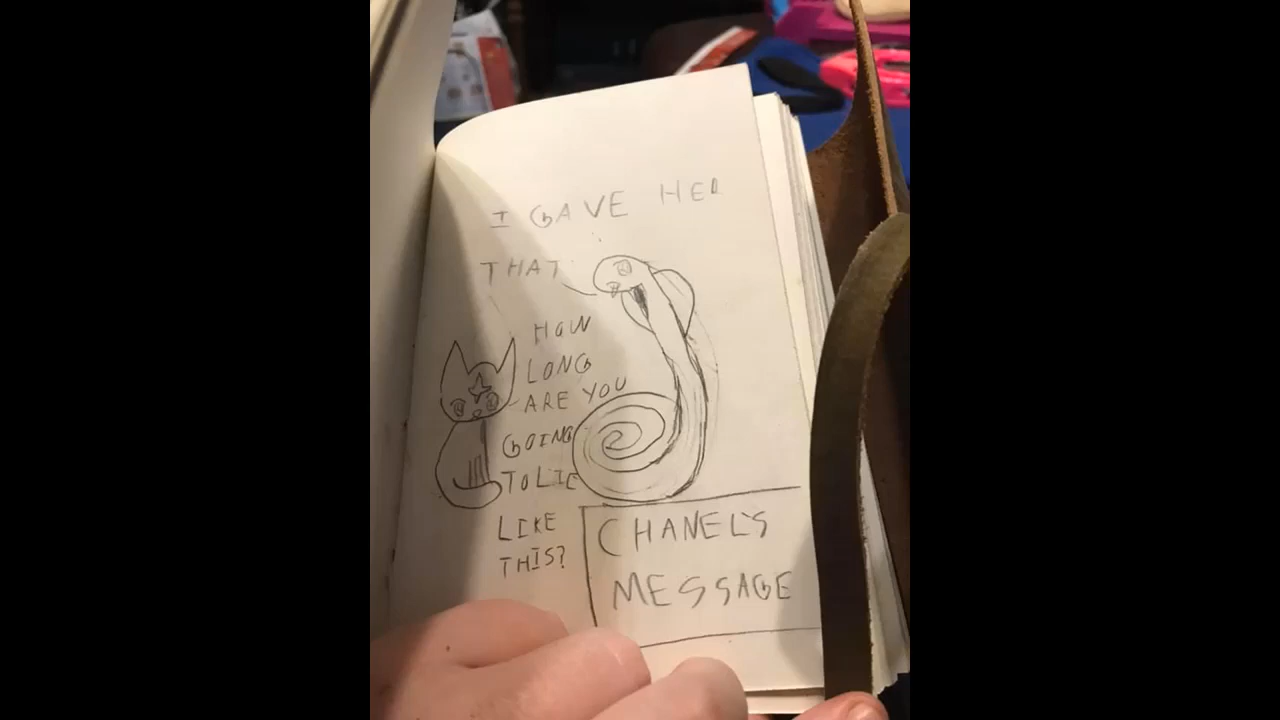 I GAVE HER
THAT
HOW
LONG
ARE YOU
GOING
TO LIE
LIKE
THIS?
CHANEL'S
MESSAGE